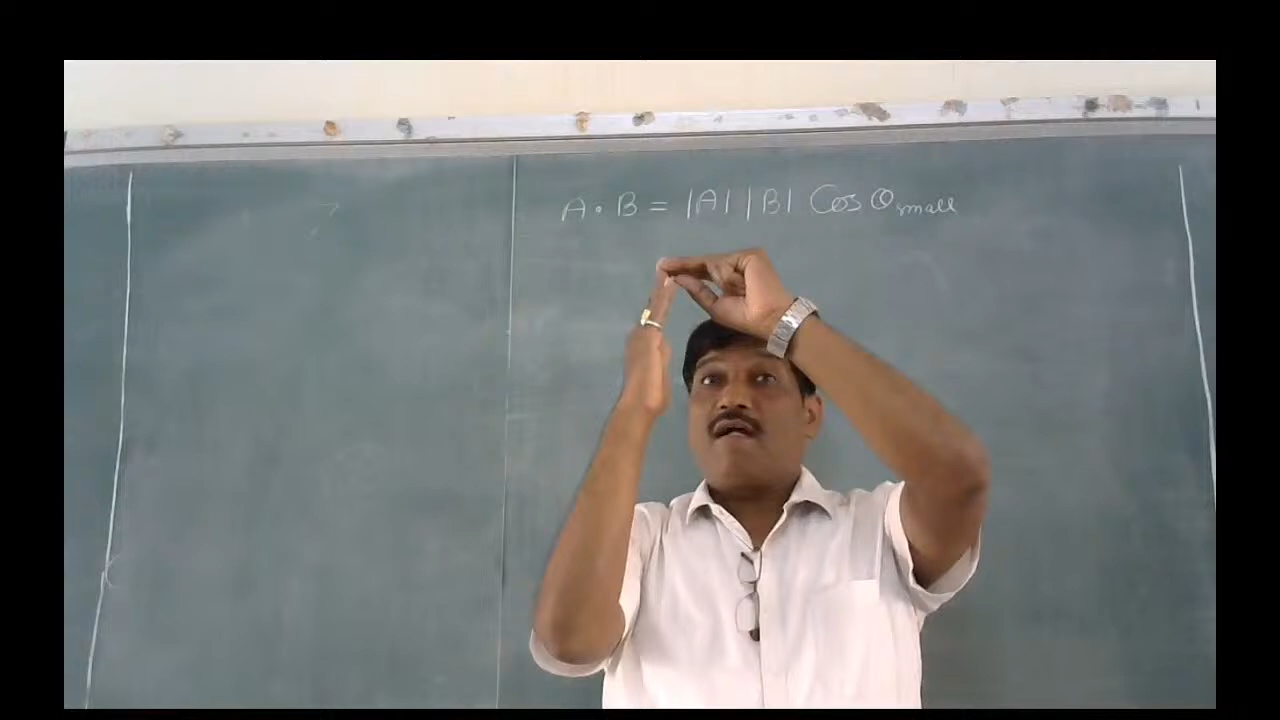 A • B = |A| |B| Cos θsmall